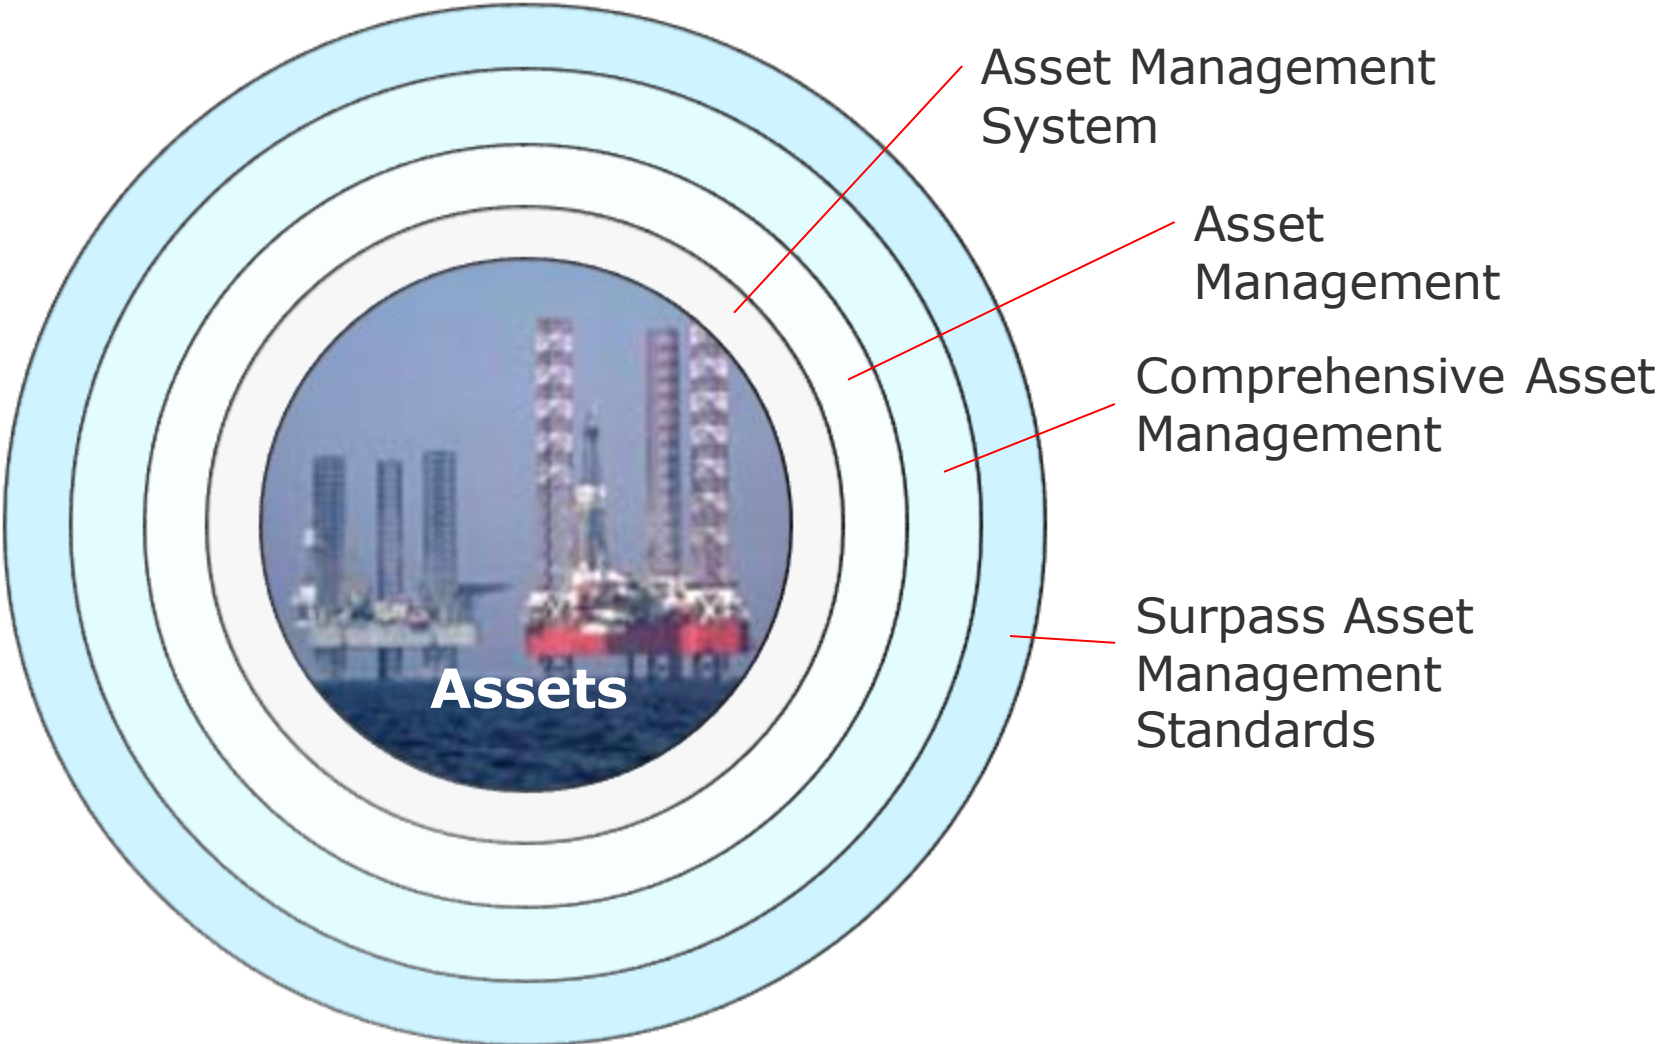 Asset Management
System
Asset
Management
Comprehensive Asset
Management
Surpass Asset
Management
Standards
Assets